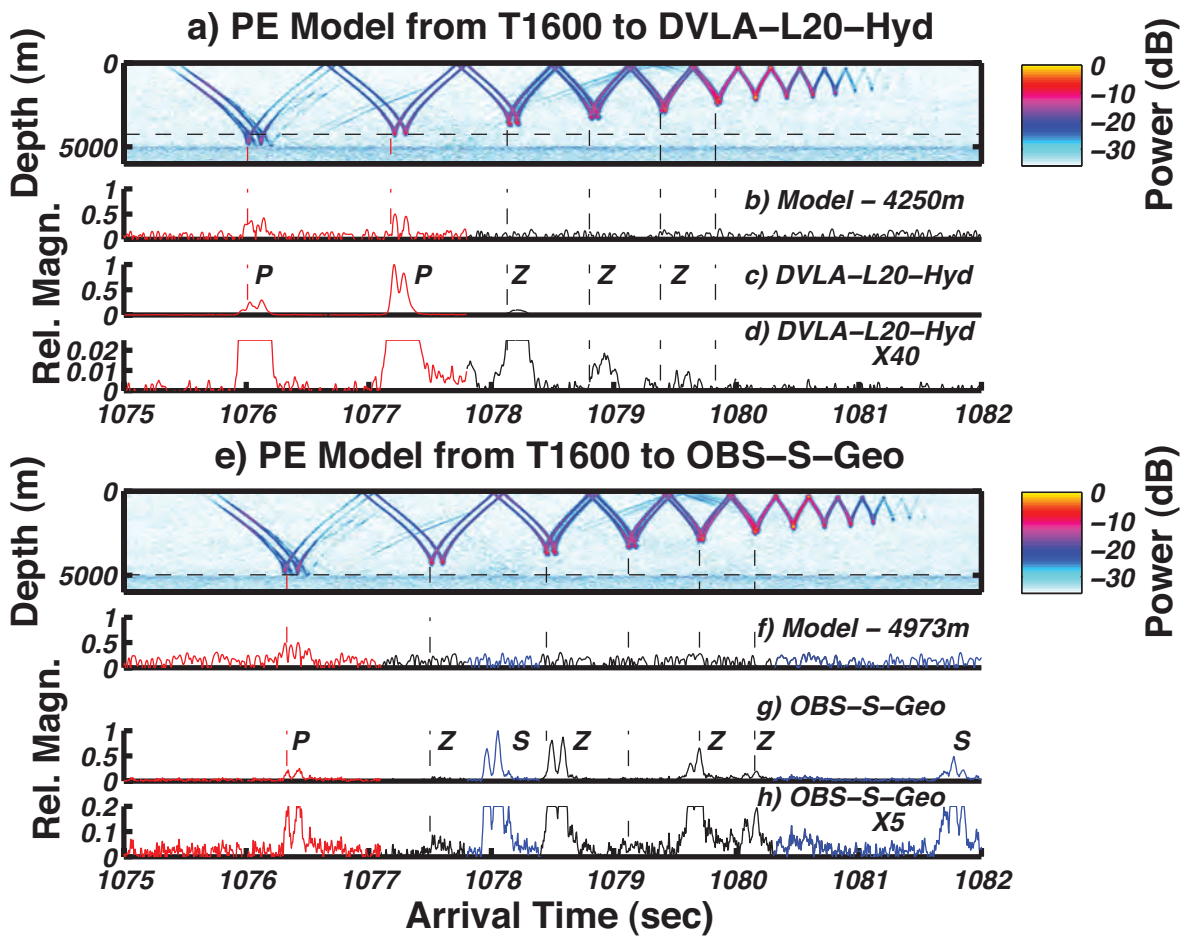 a) PE Model from T1600 to DVLA–L20–Hyd
Depth (m)
0
5000
0
−10
−20
−30
Power (dB)
Rel. Magn.
b) Model – 4250m
1
0.5
0
c) DVLA–L20–Hyd
1
0.5
0
P P Z Z Z
d) DVLA–L20–Hyd
X40
0.02
0.01
0
1075 1076 1077 1078 1079 1080 1081 1082
e) PE Model from T1600 to OBS–S–Geo
Depth (m)
0
5000
0
−10
−20
−30
Power (dB)
Rel. Magn.
f) Model – 4973m
1
0.5
0
g) OBS–S–Geo
1
0.5
0
P Z S Z Z Z S
h) OBS–S–Geo
X5
0.2
0.1
0
1075 1076 1077 1078 1079 1080 1081 1082
Arrival Time (sec)